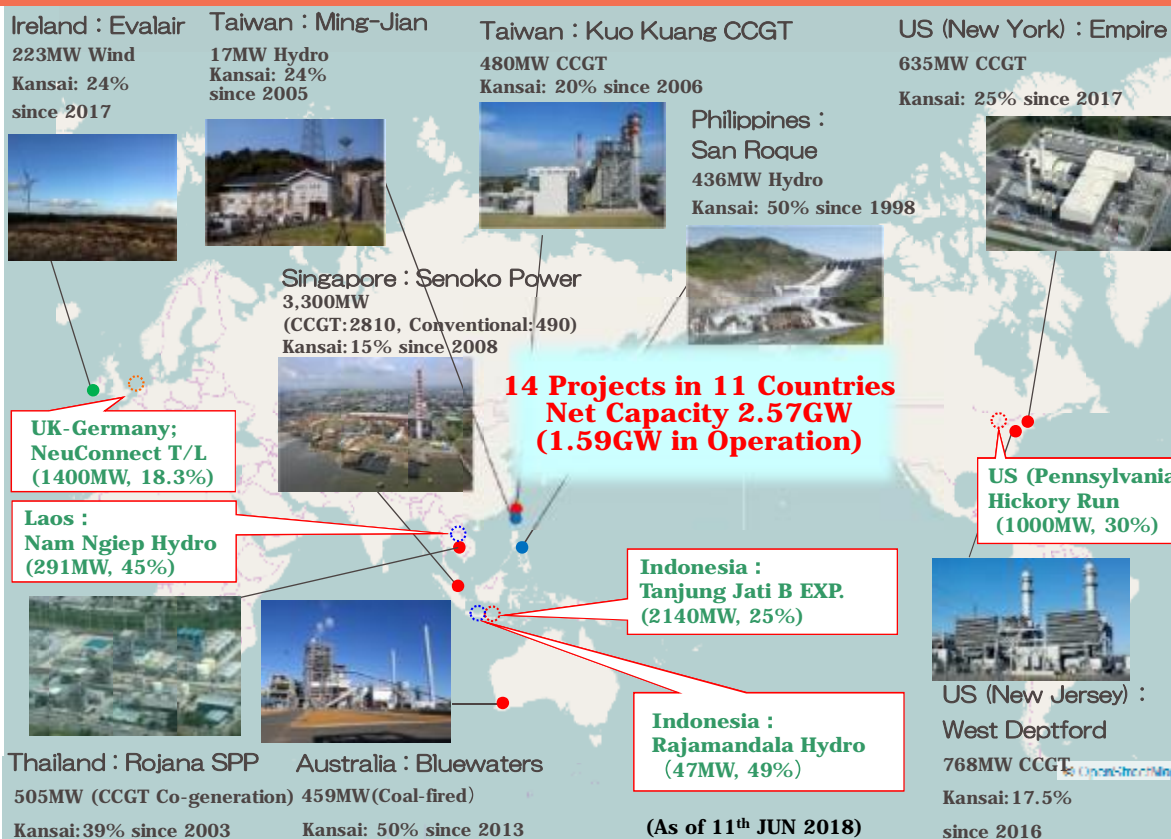 Ireland：Evalair
223MW Wind
Kansai: 24%
since 2017
Taiwan：Ming-Jian
17MW Hydro
Kansai: 24%
since 2005
Taiwan：Kuo Kuang CCGT
480MW CCGT
Kansai: 20% since 2006
US (New York)：Empire
635MW CCGT
Kansai: 25% since 2017
Philippines：
San Roque
436MW Hydro
Kansai: 50% since 1998
Singapore：Senoko Power
3,300MW
(CCGT:2810, Conventional:490)
Kansai:15% since 2008
14 Projects in 11 Countries
Net Capacity 2.57GW
(1.59GW in Operation)
UK-Germany;
NeuConnect T/L
(1400MW, 18.3%)
Laos :
Nam Ngiep Hydro
(291MW, 45%)
US (Pennsylvania
Hickory Run
(1000MW, 30%)
Indonesia :
Tanjung Jati B EXP.
(2140MW, 25%)
Indonesia :
Rajamandala Hydro
（47MW, 49%）
Thailand：Rojana SPP
505MW (CCGT Co-generation)
Kansai:39% since 2003
Australia：Bluewaters
459MW(Coal-fired）
Kansai: 50% since 2013
US (New Jersey)：
West Deptford
768MW CCGT
Kansai:17.5%
since 2016
(As of 11th JUN 2018)